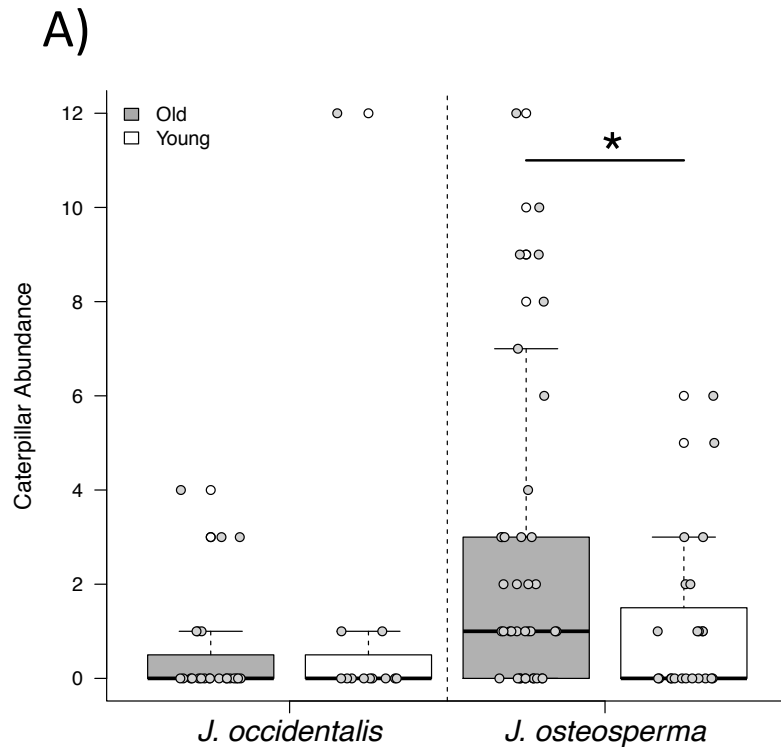 A)
Old
Young
*
Caterpillar Abundance
12
10
8
6
4
2
0
J. occidentalis
J. osteosperma